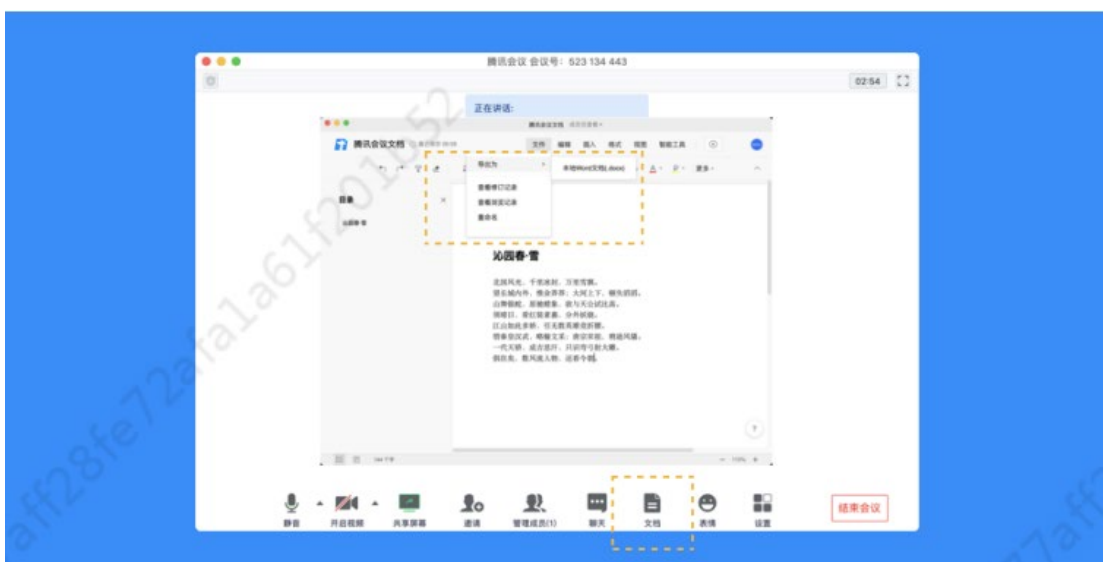 腾讯会议 会议号：523 134 443
02:54
正在讲话:
腾讯会议文档
腾讯会议文档
文件 编辑 插入 格式 视图 智能工具
导出为
本地Word文档(.docx)
更多
查看修订记录
查看浏览记录
重命名
目录
沁园春·雪
沁园春·雪
北国风光，千里冰封，万里雪飘。
望长城内外，惟余莽莽；大河上下，顿失滔滔。
山舞银蛇，原驰蜡象，欲与天公试比高。
须晴日，看红装素裹，分外妖娆。
江山如此多娇，引无数英雄竞折腰。
惜秦皇汉武，略输文采；唐宗宋祖，稍逊风骚。
一代天骄，成吉思汗，只识弯弓射大雕。
俱往矣，数风流人物，还看今朝。
静音 开启视频 共享屏幕 邀请 管理成员(1) 聊天 文档 表情 设置
结束会议